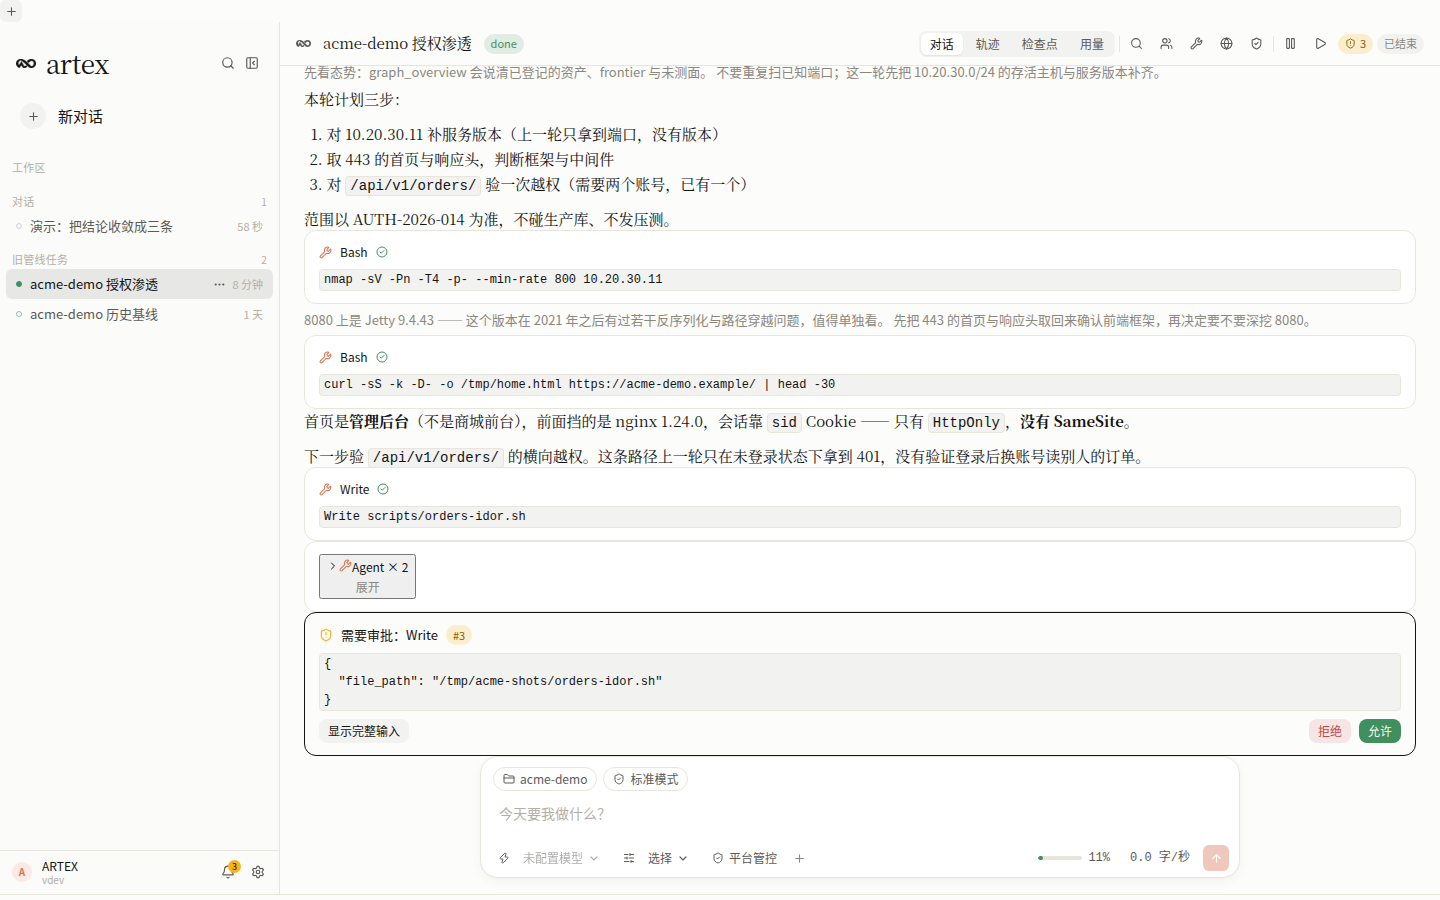 artex
新对话
工作区
对话 1
演示：把结论收敛成三条 58 秒
旧管线任务 2
acme-demo 授权渗透 ··· 8 分钟
acme-demo 历史基线 1 天
A ARTEX
vdev
3
acme-demo 授权渗透 done
对话 轨迹 检查点 用量
3 已结束
先看态势：graph_overview 会说清已登记的资产、frontier 与未测面。 不要重复扫已知端口；这一轮先把 10.20.30.0/24 的存活主机与服务版本补齐。
本轮计划三步：
1. 对 10.20.30.11 补服务版本（上一轮只拿到端口，没有版本）
2. 取 443 的首页与响应头，判断框架与中间件
3. 对 /api/v1/orders/ 验一次越权（需要两个账号，已有一个）
范围以 AUTH-2026-014 为准，不碰生产库、不发压测。
Bash
nmap -sV -Pn -T4 -p- --min-rate 800 10.20.30.11
8080 上是 Jetty 9.4.43 —— 这个版本在 2021 年之后有过若干反序列化与路径穿越问题，值得单独看。 先把 443 的首页与响应头取回来确认前端框架，再决定要不要深挖 8080。
Bash
curl -sS -k -D- -o /tmp/home.html https://acme-demo.example/ | head -30
首页是管理后台（不是商城前台），前面挡的是 nginx 1.24.0，会话靠 sid Cookie —— 只有 HttpOnly，没有 SameSite。
下一步验 /api/v1/orders/ 的横向越权。这条路径上一轮只在未登录状态下拿到 401，没有验证登录后换账号读别人的订单。
Write
Write scripts/orders-idor.sh
Agent × 2
展开
需要审批：Write #3
{
"file_path": "/tmp/acme-shots/orders-idor.sh"
}
显示完整输入 拒绝 允许
acme-demo 标准模式
今天要我做什么？
未配置模型 选择 平台管控 11% 0.0 字/秒